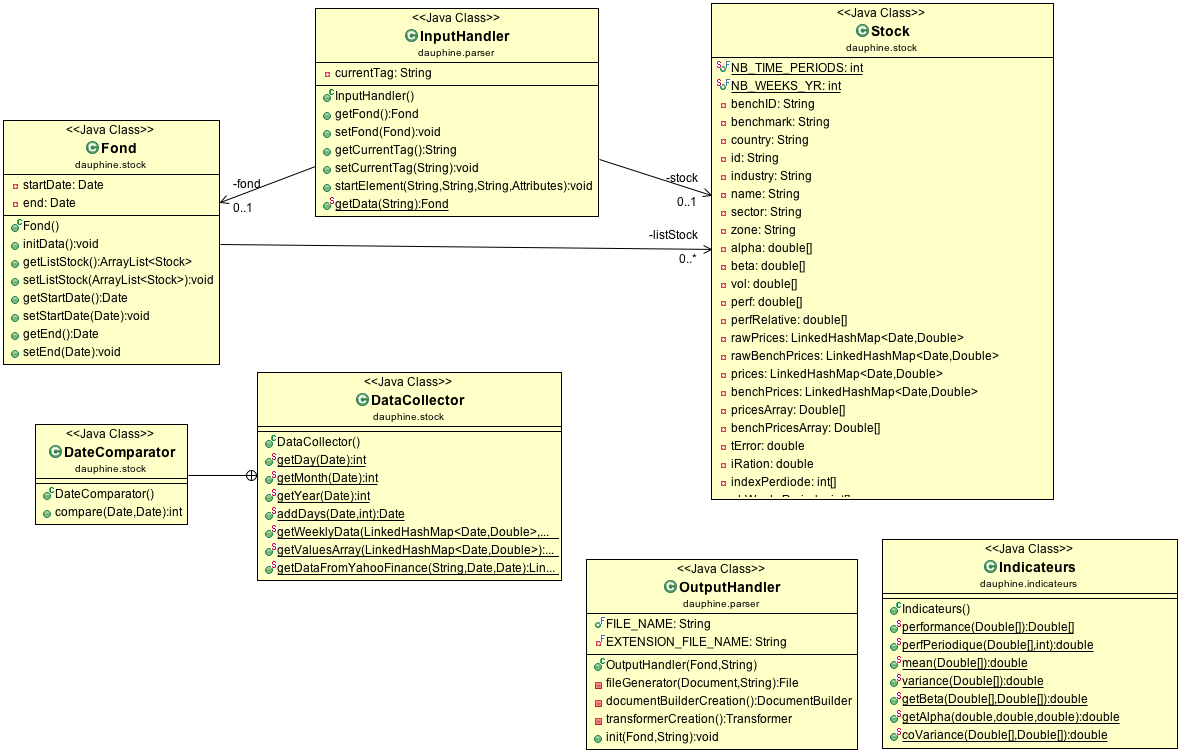 <<Java Class>>
InputHandler
dauphine.parser
currentTag: String
InputHandler()
getFond():Fond
setFond(Fond):void
getCurrentTag():String
setCurrentTag(String):void
startElement(String,String,String,Attributes):void
getData(String):Fond
<<Java Class>>
Stock
dauphine.stock
NB_TIME_PERIODS: int
NB_WEEKS_YR: int
benchID: String
benchmark: String
country: String
id: String
industry: String
name: String
sector: String
zone: String
alpha: double[]
beta: double[]
vol: double[]
perf: double[]
perfRelative: double[]
rawPrices: LinkedHashMap<Date,Double>
rawBenchPrices: LinkedHashMap<Date,Double>
prices: LinkedHashMap<Date,Double>
benchPrices: LinkedHashMap<Date,Double>
pricesArray: Double[]
benchPricesArray: Double[]
tError: double
iRation: double
indexPerdiode: int[]
<<Java Class>>
Fond
dauphine.stock
startDate: Date
end: Date
Fond()
initData():void
getListStock():ArrayList<Stock>
setListStock(ArrayList<Stock>):void
getStartDate():Date
setStartDate(Date):void
getEnd():Date
setEnd(Date):void
-fond
0..1
-stock
0..1
-listStock
0..*
<<Java Class>>
DataCollector
dauphine.stock
DataCollector()
getDay(Date):int
getMonth(Date):int
getYear(Date):int
addDays(Date,int):Date
getWeeklyData(LinkedHashMap<Date,Double>,...
getValuesArray(LinkedHashMap<Date,Double>):...
getDataFromYahooFinance(String,Date,Date):Lin...
<<Java Class>>
DateComparator
dauphine.stock
DateComparator()
compare(Date,Date):int
<<Java Class>>
OutputHandler
dauphine.parser
FILE_NAME: String
EXTENSION_FILE_NAME: String
OutputHandler(Fond,String)
fileGenerator(Document,String):File
documentBuilderCreation():DocumentBuilder
transformerCreation():Transformer
init(Fond,String):void
<<Java Class>>
Indicateurs
dauphine.indicateurs
Indicateurs()
performance(Double[]):Double[]
perfPeriodique(Double[],int):double
mean(Double[]):double
variance(Double[]):double
getBeta(Double[],Double[]):double
getAlpha(double,double,double):double
coVariance(Double[],Double[]):double